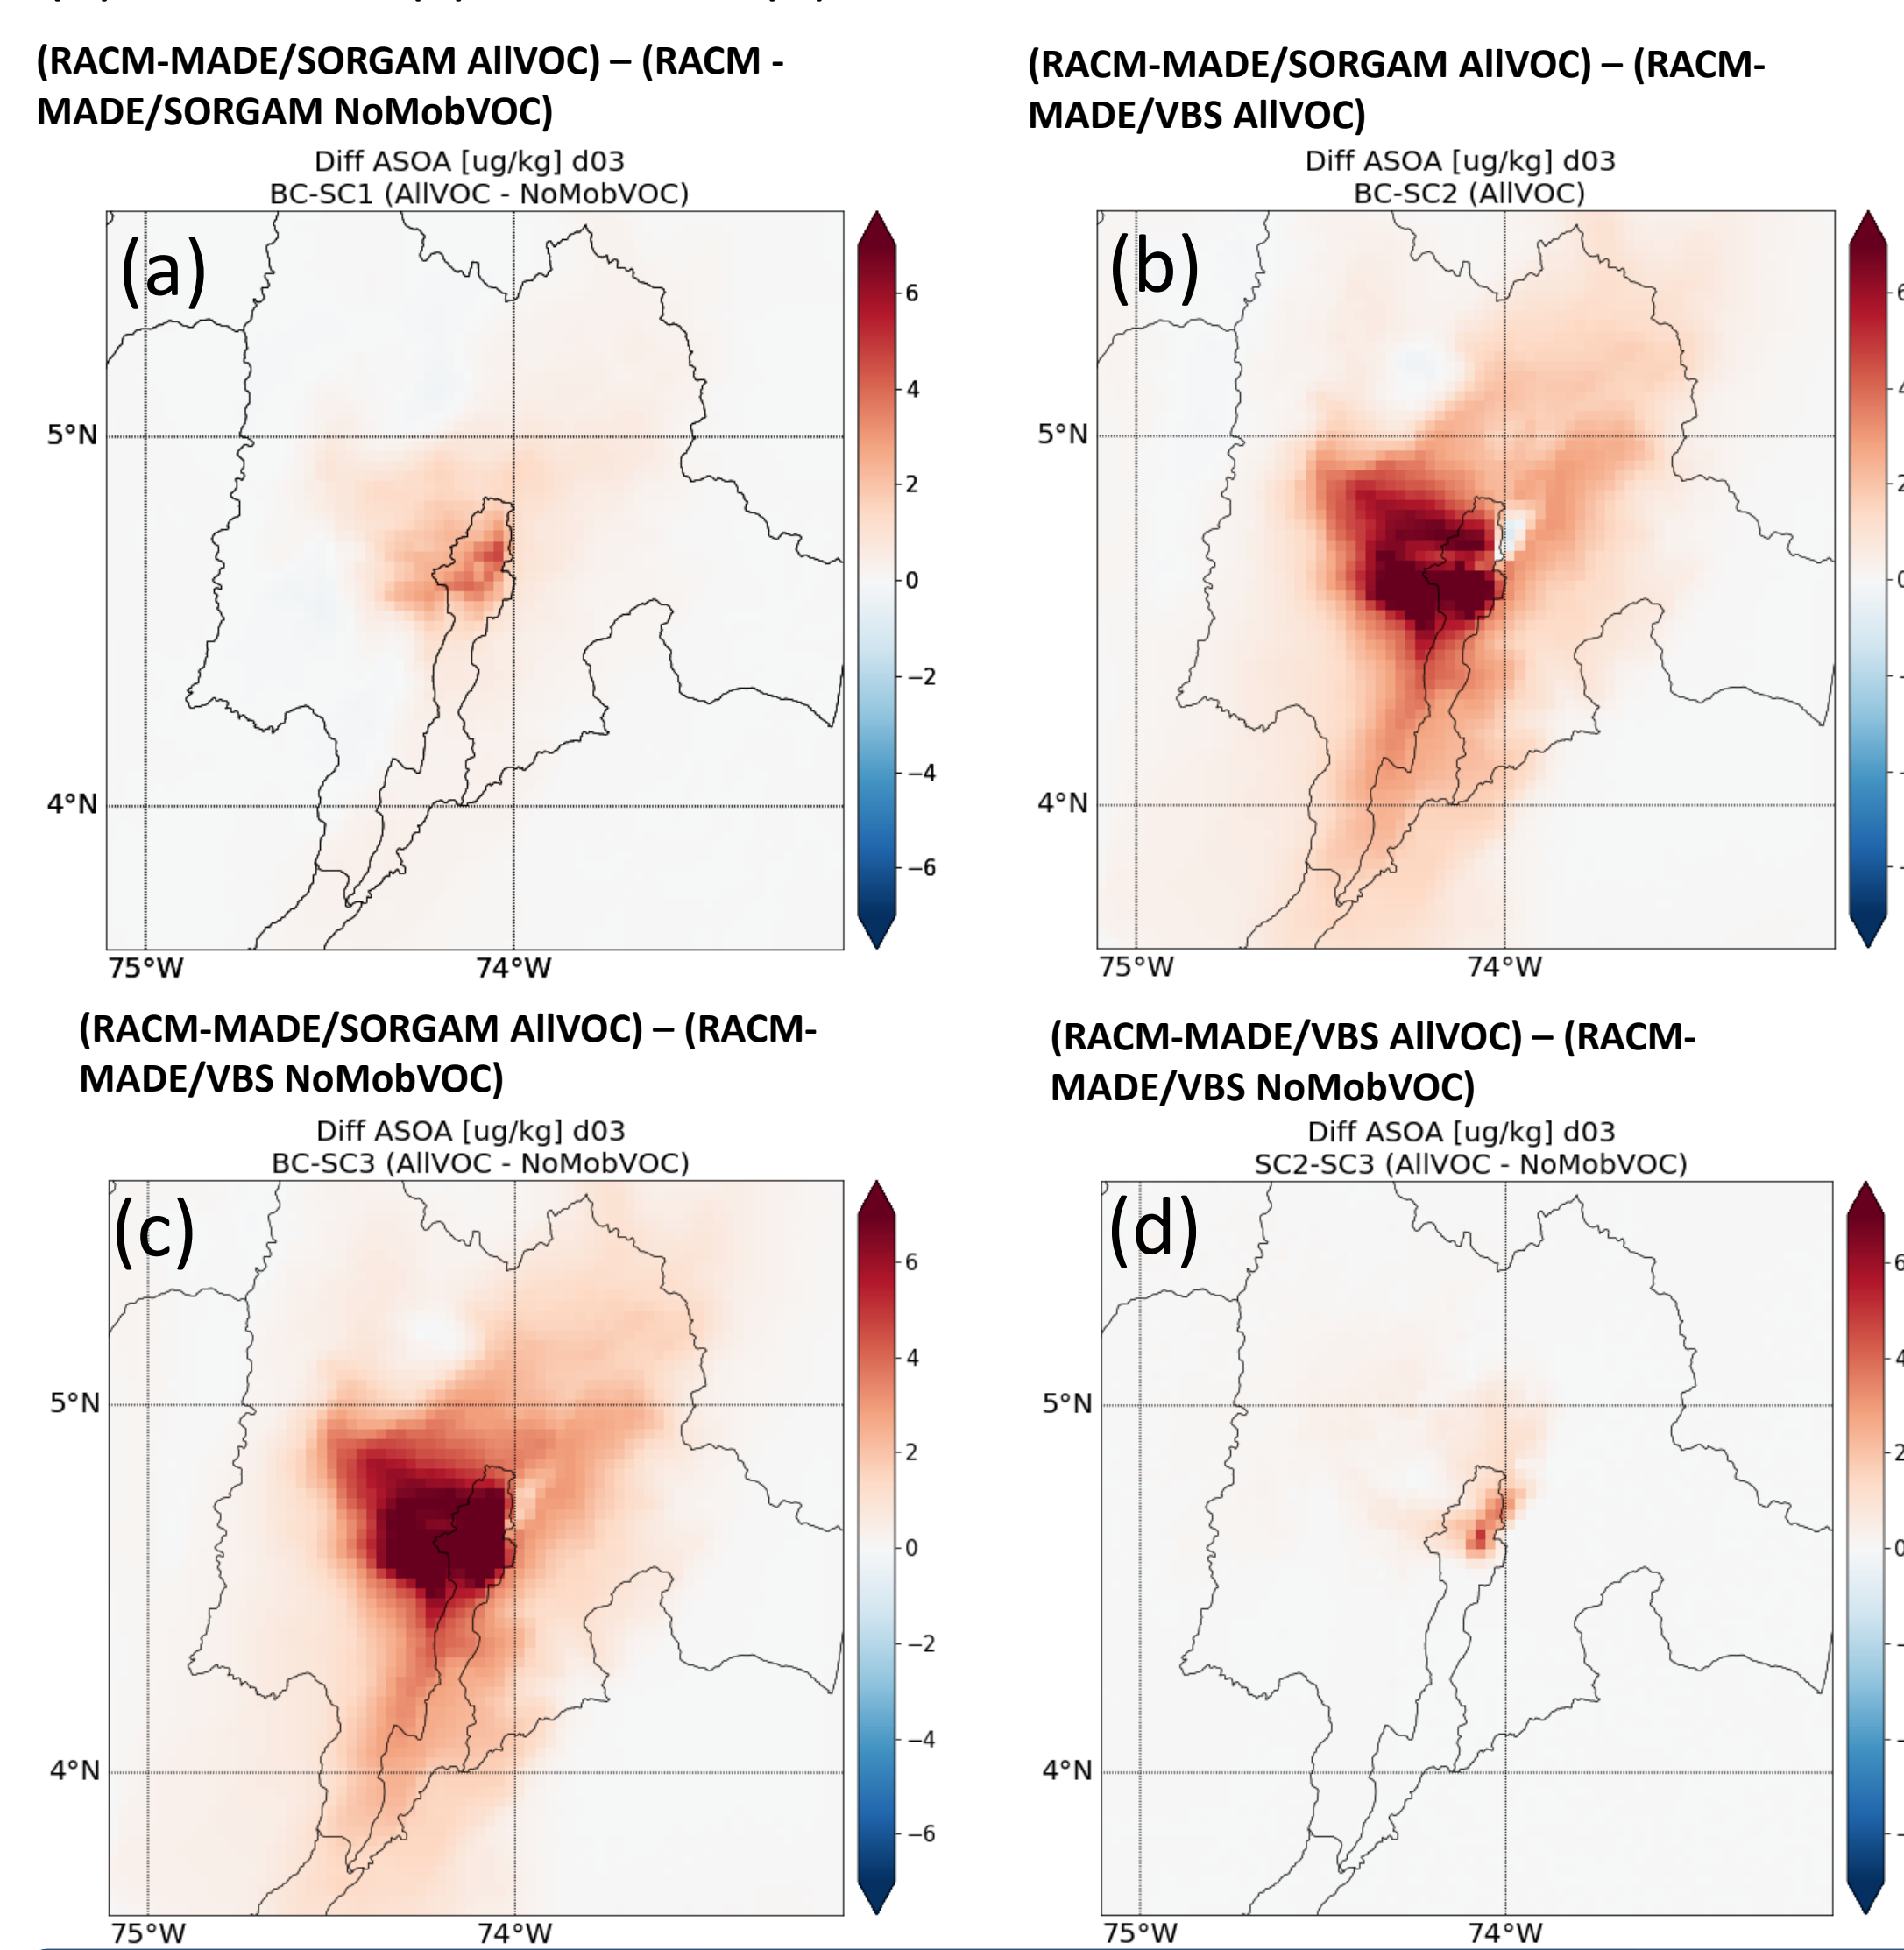 (RACM-MADE/SORGAM AllVOC) – (RACM -
MADE/SORGAM NoMobVOC)
Diff ASOA [ug/kg] d03
BC-SC1 (AllVOC - NoMobVOC)
(a)
6
4
2
0
−2
−4
−6
5°N
4°N
75°W
74°W
(RACM-MADE/SORGAM AllVOC) – (RACM-
MADE/VBS AllVOC)
Diff ASOA [ug/kg] d03
BC-SC2 (AllVOC)
(b)
5°N
4°N
75°W
74°W
(RACM-MADE/SORGAM AllVOC) – (RACM-
MADE/VBS NoMobVOC)
Diff ASOA [ug/kg] d03
BC-SC3 (AllVOC - NoMobVOC)
(c)
6
4
2
0
−2
−4
−6
5°N
4°N
75°W
74°W
(RACM-MADE/VBS AllVOC) – (RACM-
MADE/VBS NoMobVOC)
Diff ASOA [ug/kg] d03
SC2-SC3 (AllVOC - NoMobVOC)
(d)
5°N
4°N
75°W
74°W